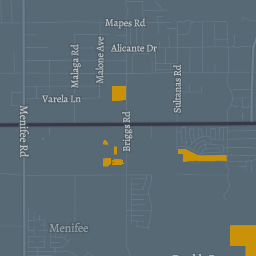 Mapes Rd
Alicante Dr
Malaga Rd
Malone Ave
Sultanas Rd
Varela Ln
Menifee Rd
Briggs Rd
Menifee